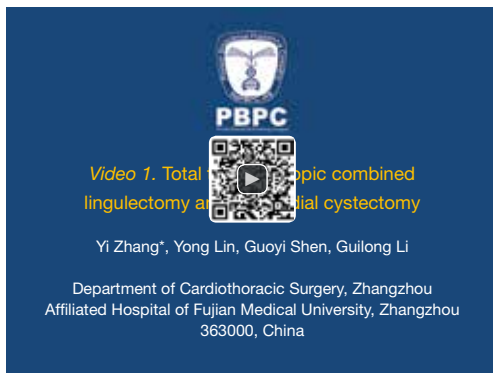 PBPC
Video 1. Total opic combined
lingulectomy dial cystectomy
Yi Zhang*, Yong Lin, Guoyi Shen, Guilong Li
Department of Cardiothoracic Surgery, Zhangzhou
Affiliated Hospital of Fujian Medical University, Zhangzhou
363000, China